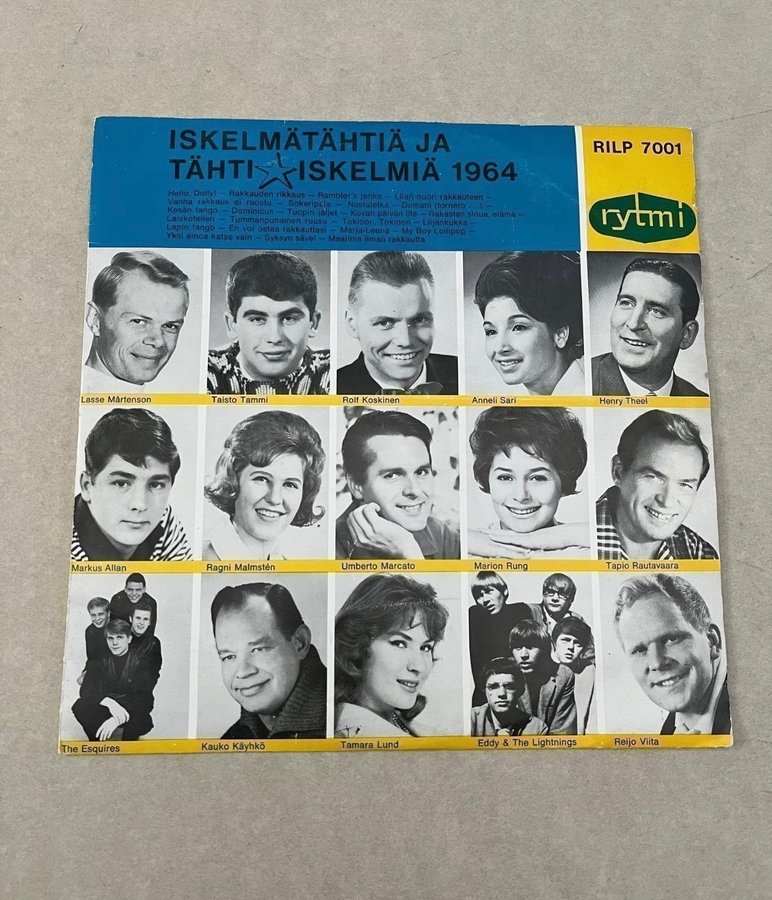 ISKELMÄTÄHTIÄ JA
TÄHTI ISKELMIÄ 1964
Hello, Dolly! — Rakkauden rikkaus — Rambler's jenka — Liian nuori rakkauteen —
Vanha rakkaus ei ruostu — Sokeripala — Nastaletka — Domani (tornero . . .) —
Kesän tango — Dominicus — Tuopin jäljet — Kovan päivän ilta — Rakastan sinua, elämä —
Laiskotellen — Tummanpunainen ruusu — Tokioon, Tokioon — Liljankukka —
Lapin tango — En voi ostaa rakkauttasi — Marja-Leena — My Boy Lollipop —
Yksi ainoa katse vain — Syksyn sävel — Maailma ilman rakkautta
RILP 7001
rytmi
Lasse Mårtenson
Taisto Tammi
Rolf Koskinen
Anneli Sari
Henry Theel
Markus Allan
Ragni Malmstén
Umberto Marcato
Marion Rung
Tapio Rautavaara
The Esquires
Kauko Käyhkö
Tamara Lund
Eddy & The Lightnings
Reijo Viita